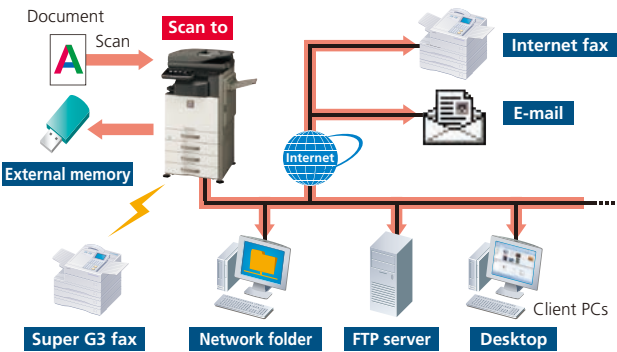 Document
Scan to
Scan
A
Internet fax
E-mail
Internet
External memory
Client PCs
Super G3 fax
Network folder
FTP server
Desktop